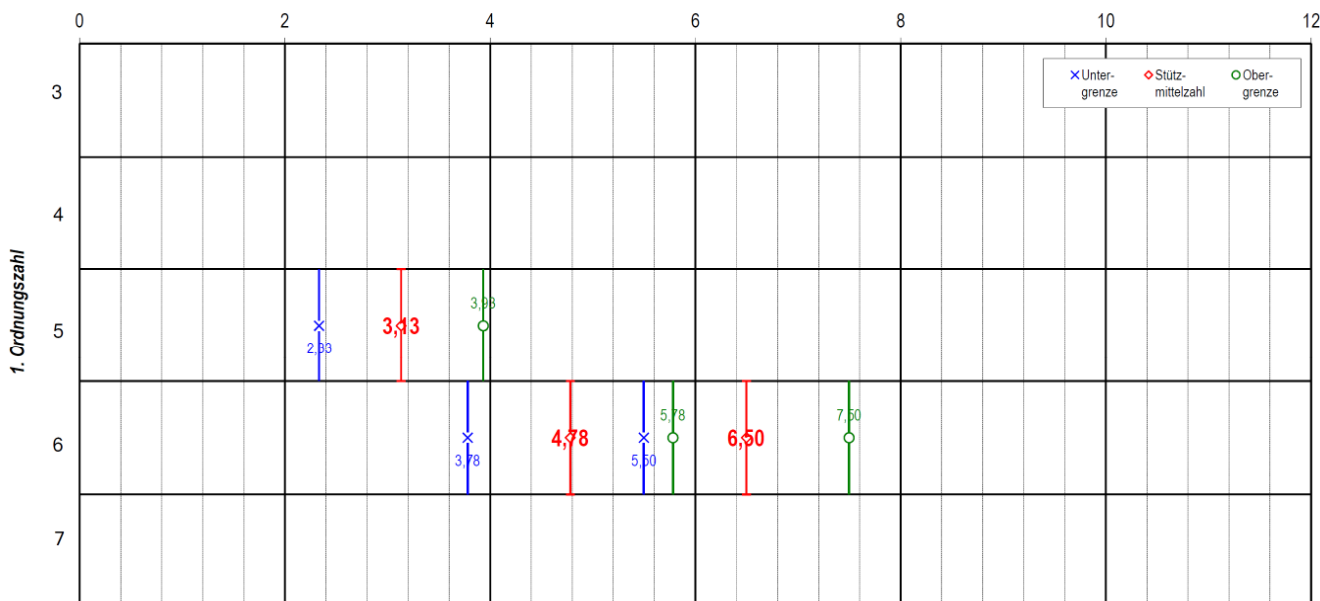 0 2 4 6 8 10 12
Unter-
grenze
Stütz-
mittelzahl
Ober-
grenze
1. Ordnungszahl
3
4
5
3,93
3,13
2,33
6
5,78 7,50
4,78 6,50
3,78 5,50
7